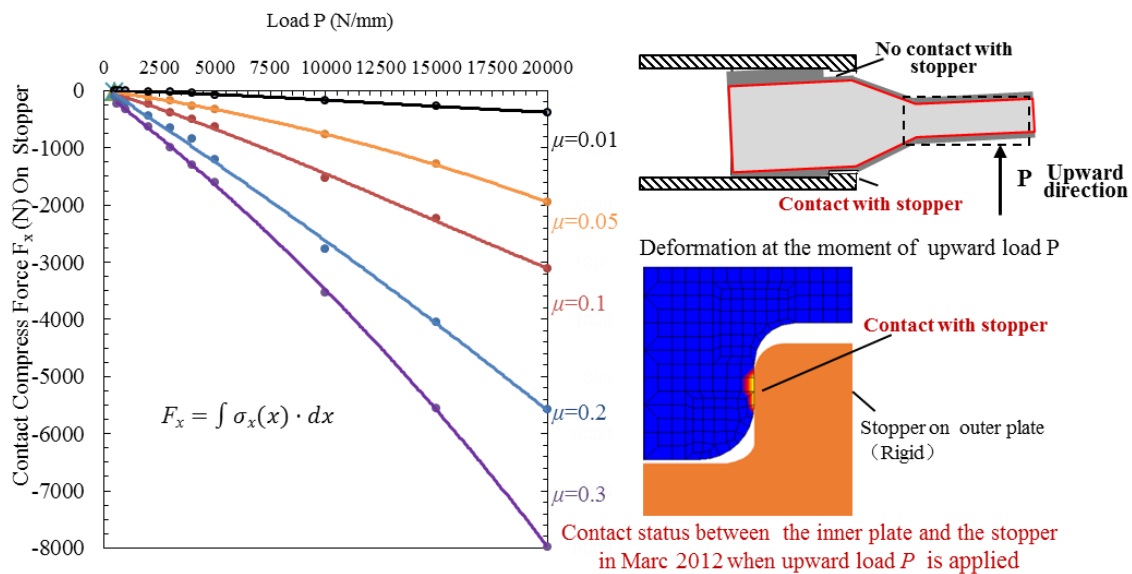 Load P (N/mm)
0 2500 5000 7500 10000 12500 15000 17500 20000
0
-1000
-2000
-3000
-4000
-5000
-6000
-7000
-8000
Contact Compress Force Fₓ (N) On Stopper
μ=0.01
μ=0.05
μ=0.1
μ=0.2
μ=0.3
Fₓ = ∫ σₓ(x) · dx
No contact with
stopper
P
Upward
direction
Contact with stopper
Deformation at the moment of upward load P
Contact with stopper
Stopper on outer plate
（Rigid）
Contact status between the inner plate and the stopper
in Marc 2012 when upward load P is applied